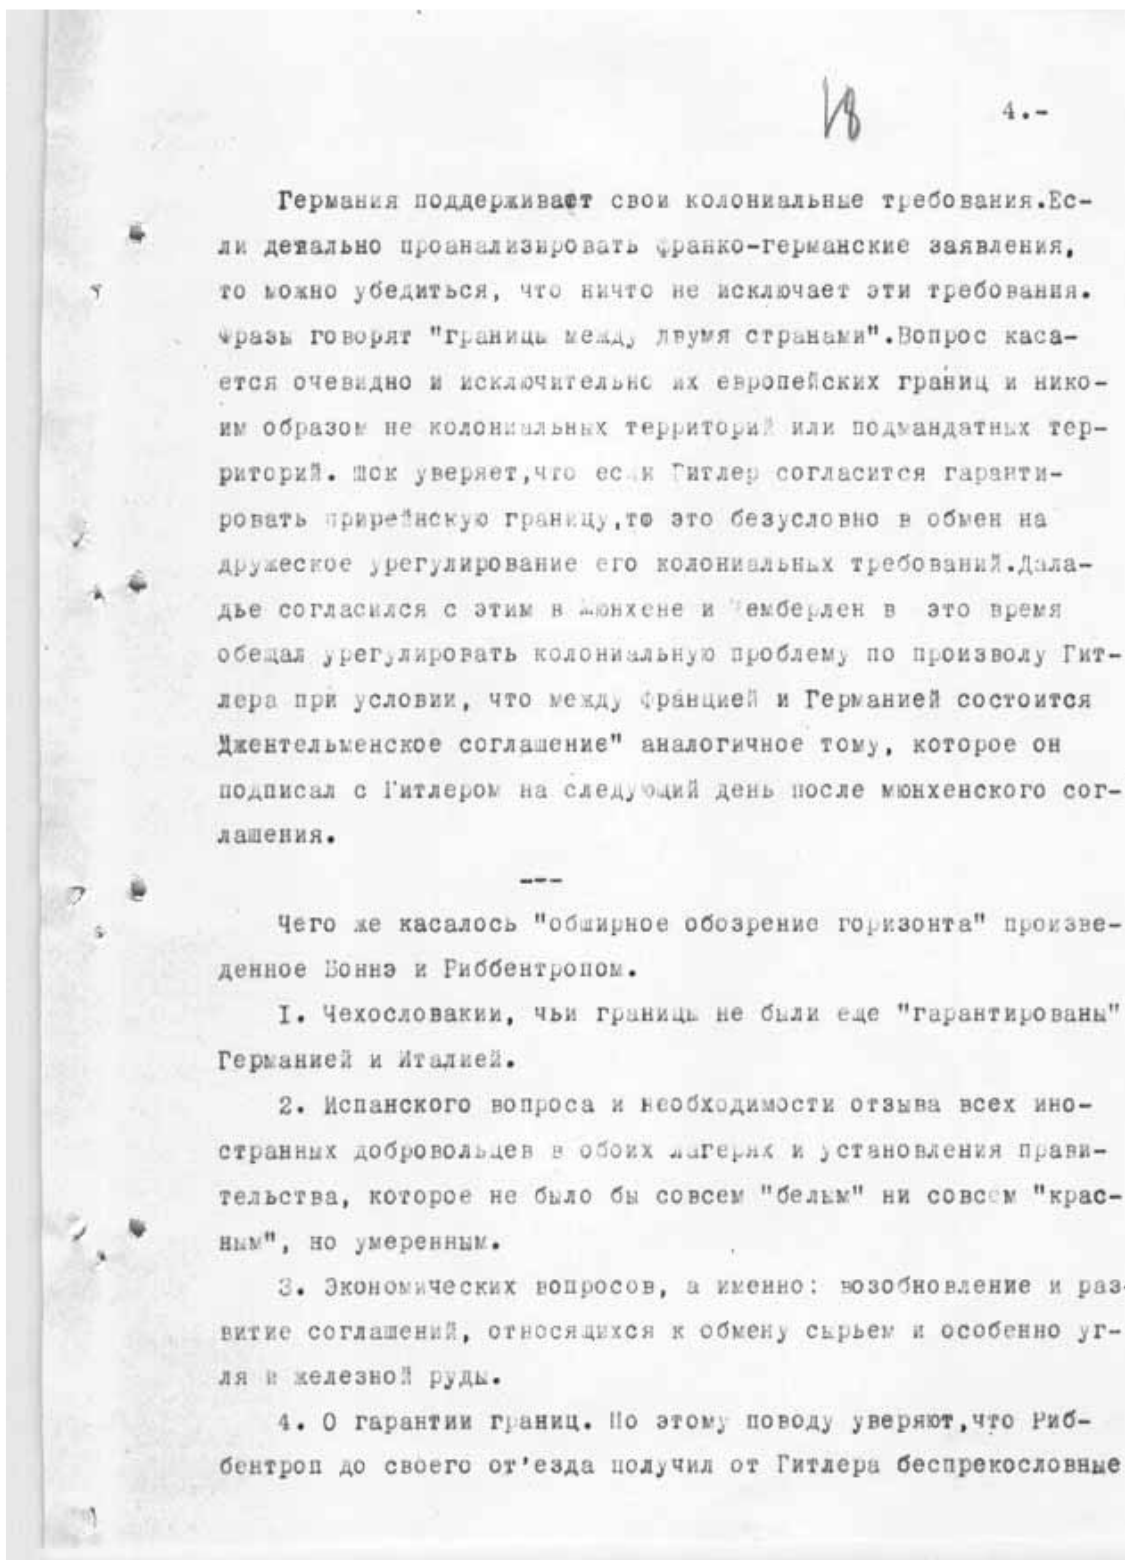 18 4.-
Германия поддерживает свои колониальные требования.Ес-
ли детально проанализировать франко-германские заявления,
то можно убедиться, что ничто не исключает эти требования.
Фразы говорят "границы между двумя странами".Вопрос каса-
ется очевидно и исключительно их европейских границ и нико-
им образом не колониальных территорий или подмандатных тер-
риторий. Шок уверяет,что если Гитлер согласится гаранти-
ровать прирейнскую границу,то это безусловно в обмен на
дружеское урегулирование его колониальных требований.Дала-
дье согласился с этим в Мюнхене и Чемберлен в это время
обещал урегулировать колониальную проблему по произволу Гит-
лера при условии, что между Францией и Германией состоится
Джентельменское соглашение" аналогичное тому, которое он
подписал с Гитлером на следующий день после мюнхенского сог-
лашения.
---
Чего же касалось "обширное обозрение горизонта" произве-
денное Боннэ и Риббентропом.
I. Чехословакии, чьи границы не были еще "гарантированы"
Германией и Италией.
2. Испанского вопроса и необходимости отзыва всех ино-
странных добровольцев в обоих лагерях и установления прави-
тельства, которое не было бы совсем "белым" ни совсем "крас-
ным", но умеренным.
3. Экономических вопросов, а именно: возобновление и раз-
витие соглашений, относящихся к обмену сырьем и особенно уг-
ля и железной руды.
4. О гарантии границ. По этому поводу уверяют,что Риб-
бентроп до своего от'езда получил от Гитлера беспрекословные